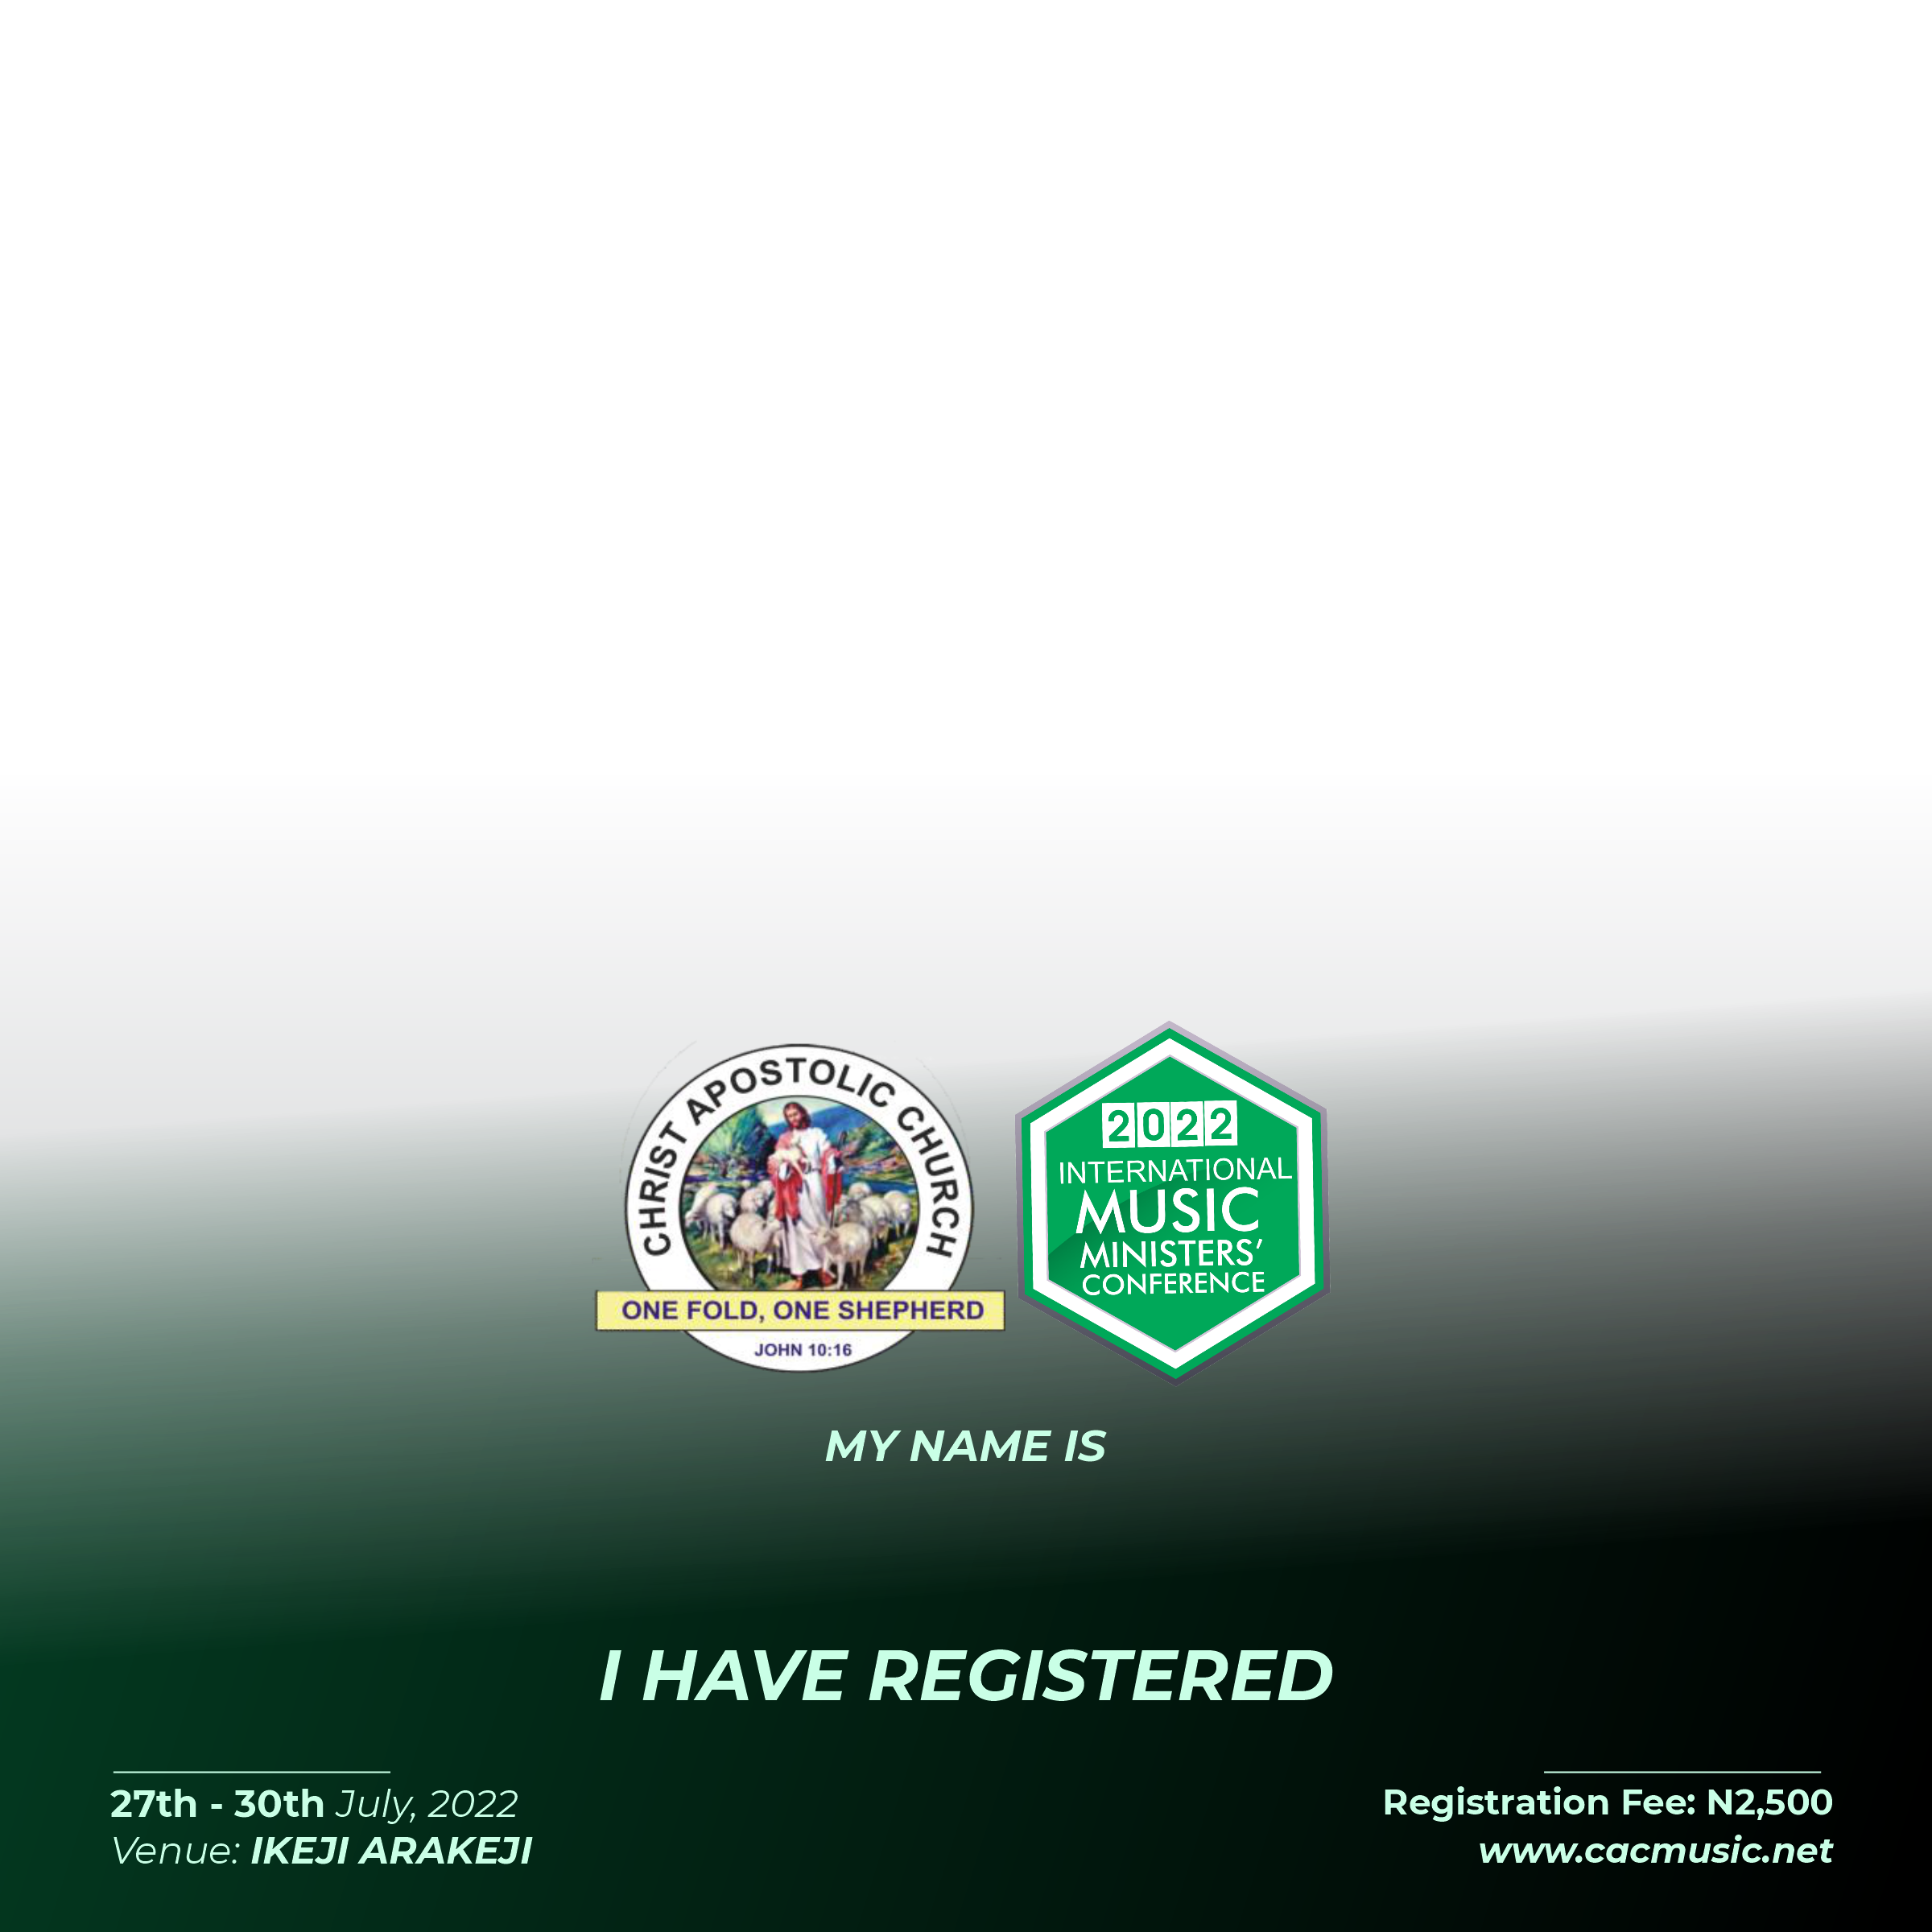 CHRIST APOSTOLIC CHURCH
ONE FOLD, ONE SHEPHERD
JOHN 10:16
2022
INTERNATIONAL
MUSIC
MINISTERS'
CONFERENCE
MY NAME IS
I HAVE REGISTERED
27th - 30th July, 2022
Venue: IKEJI ARAKEJI
Registration Fee: N2,500
www.cacmusic.net